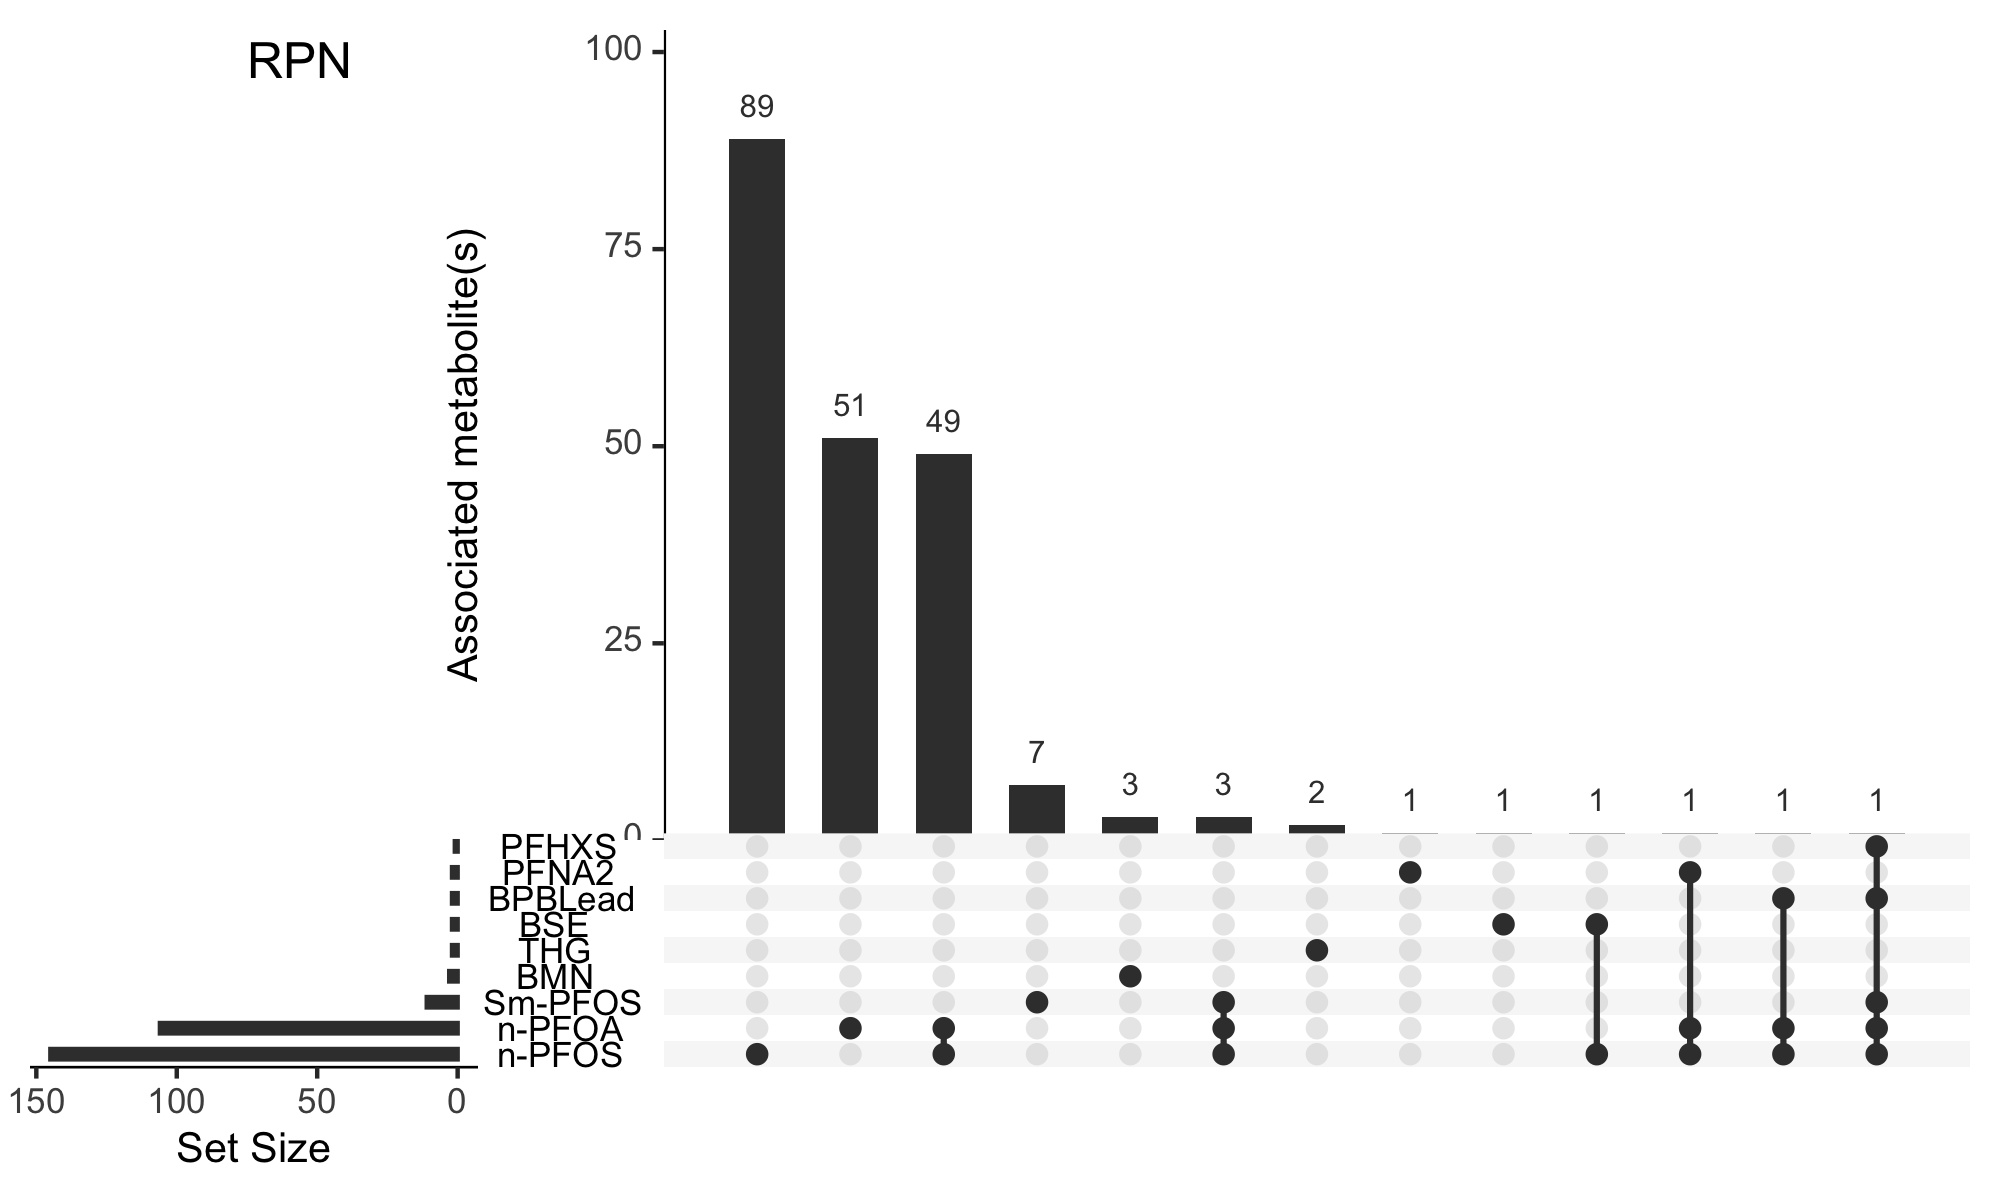 RPN
Associated metabolite(s)
100
75
50
25
0
89
51
49
7
3
3
2
1
1
1
1
1
1
PFHXS
PFNA2
BPBLead
BSE
THG
BMN
Sm-PFOS
n-PFOA
n-PFOS
150 100 50 0
Set Size